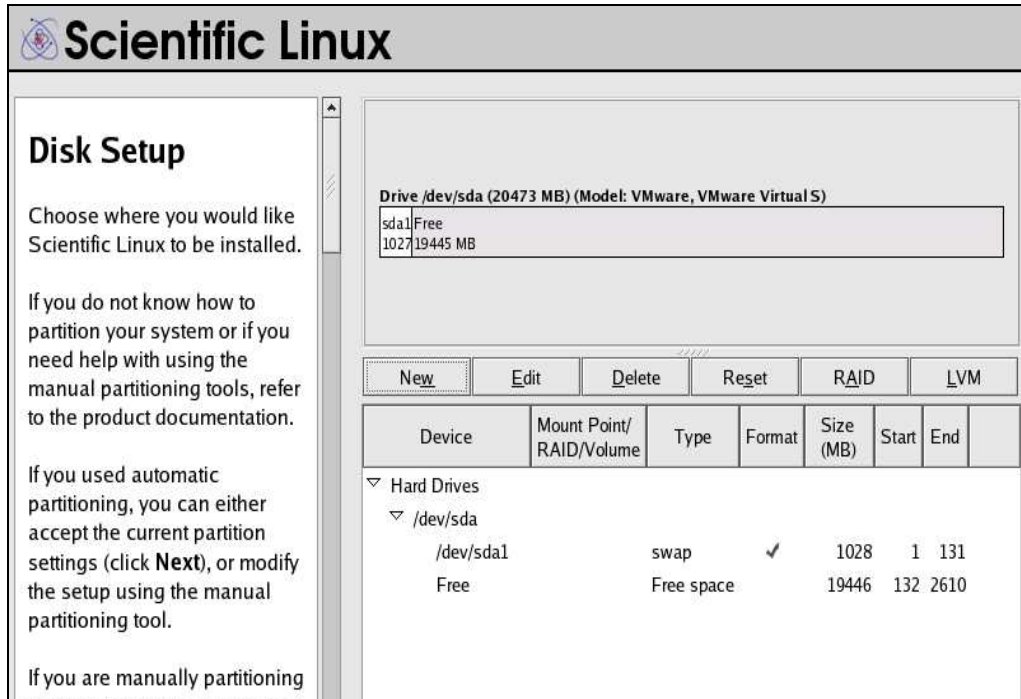 Scientific Linux
Disk Setup
Choose where you would like
Scientific Linux to be installed.
If you do not know how to
partition your system or if you
need help with using the
manual partitioning tools, refer
to the product documentation.
If you used automatic
partitioning, you can either
accept the current partition
settings (click Next), or modify
the setup using the manual
partitioning tool.
If you are manually partitioning
Drive /dev/sda (20473 MB) (Model: VMware, VMware Virtual S)
sda1 Free
1027 19445 MB
New Edit Delete Reset RAID LVM
Device Mount Point/ RAID/Volume Type Format Size (MB) Start End
Hard Drives
/dev/sda
/dev/sda1 swap 1028 1 131
Free Free space 19446 132 2610